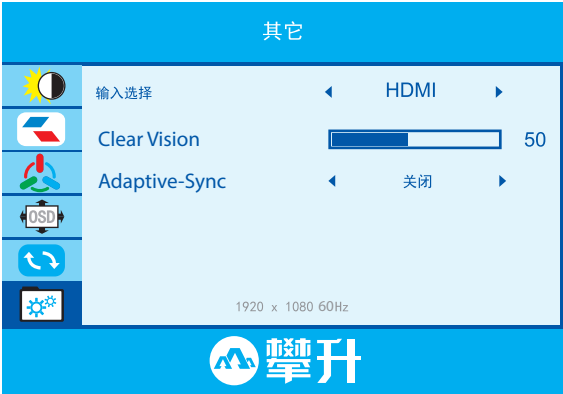 其它
输入选择 HDMI
Clear Vision 50
Adaptive-Sync 关闭
OSD
1920 x 1080 60Hz
攀升